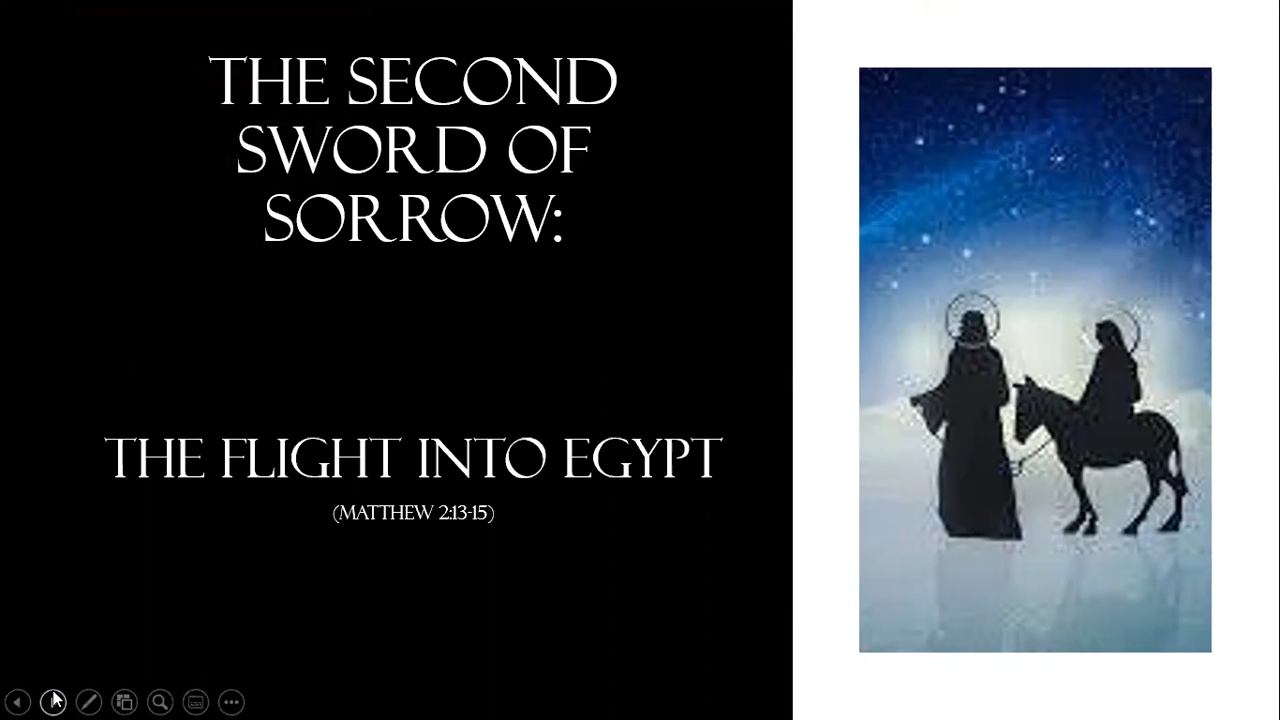 THE SECOND
SWORD OF
SORROW:
THE FLIGHT INTO EGYPT
(MATTHEW 2:13-15)